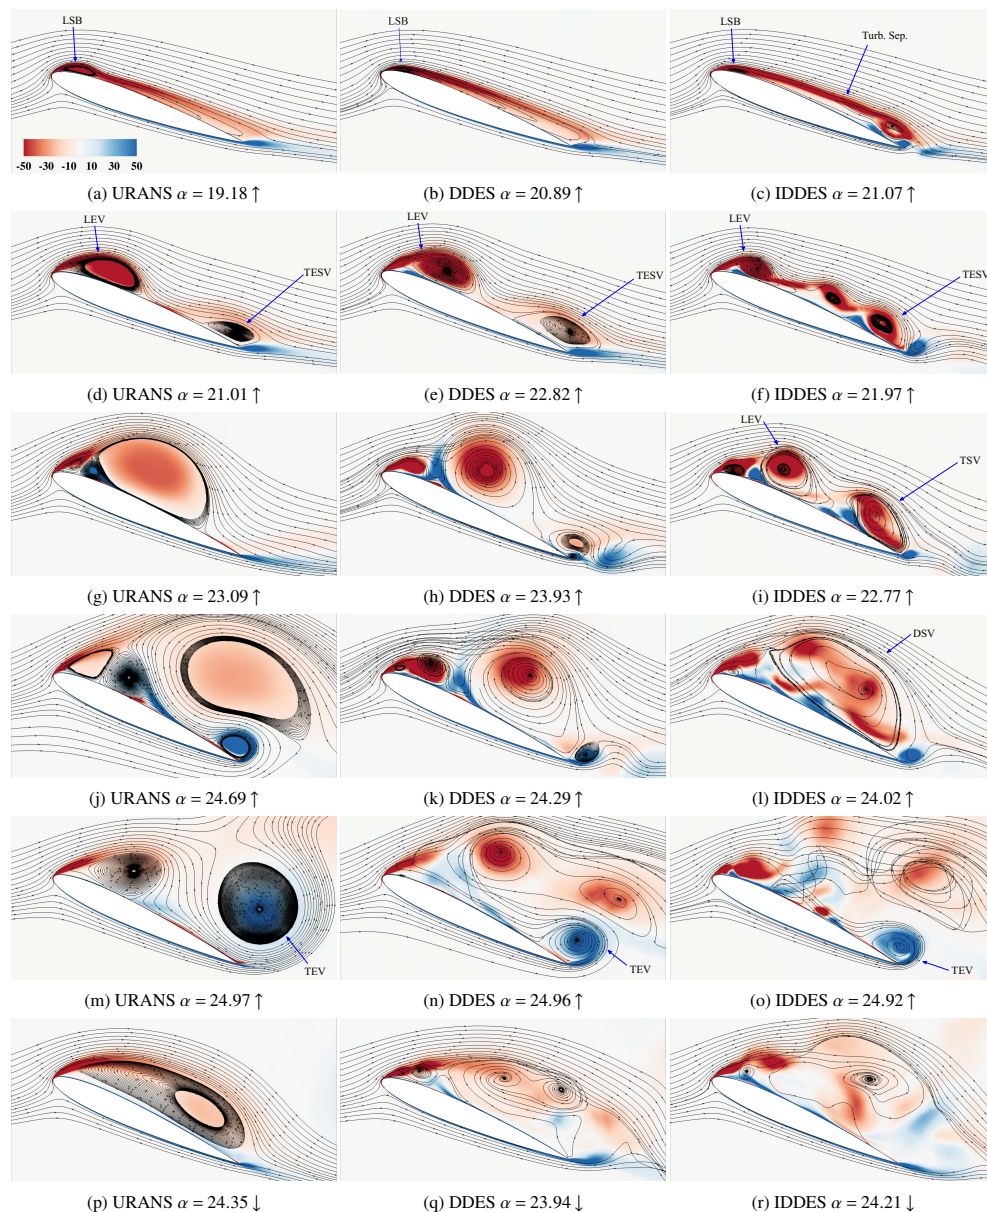 LSB
LSB
LSB
Turb. Sep.
-50 -30 -10 10 30 50
(a) URANS α = 19.18 ↑
(b) DDES α = 20.89 ↑
(c) IDDES α = 21.07 ↑
LEV
TESV
LEV
TESV
LEV
TESV
(d) URANS α = 21.01 ↑
(e) DDES α = 22.82 ↑
(f) IDDES α = 21.97 ↑
LEV
TSV
(g) URANS α = 23.09 ↑
(h) DDES α = 23.93 ↑
(i) IDDES α = 22.77 ↑
DSV
(j) URANS α = 24.69 ↑
(k) DDES α = 24.29 ↑
(l) IDDES α = 24.02 ↑
TEV
TEV
TEV
(m) URANS α = 24.97 ↑
(n) DDES α = 24.96 ↑
(o) IDDES α = 24.92 ↑
(p) URANS α = 24.35 ↓
(q) DDES α = 23.94 ↓
(r) IDDES α = 24.21 ↓